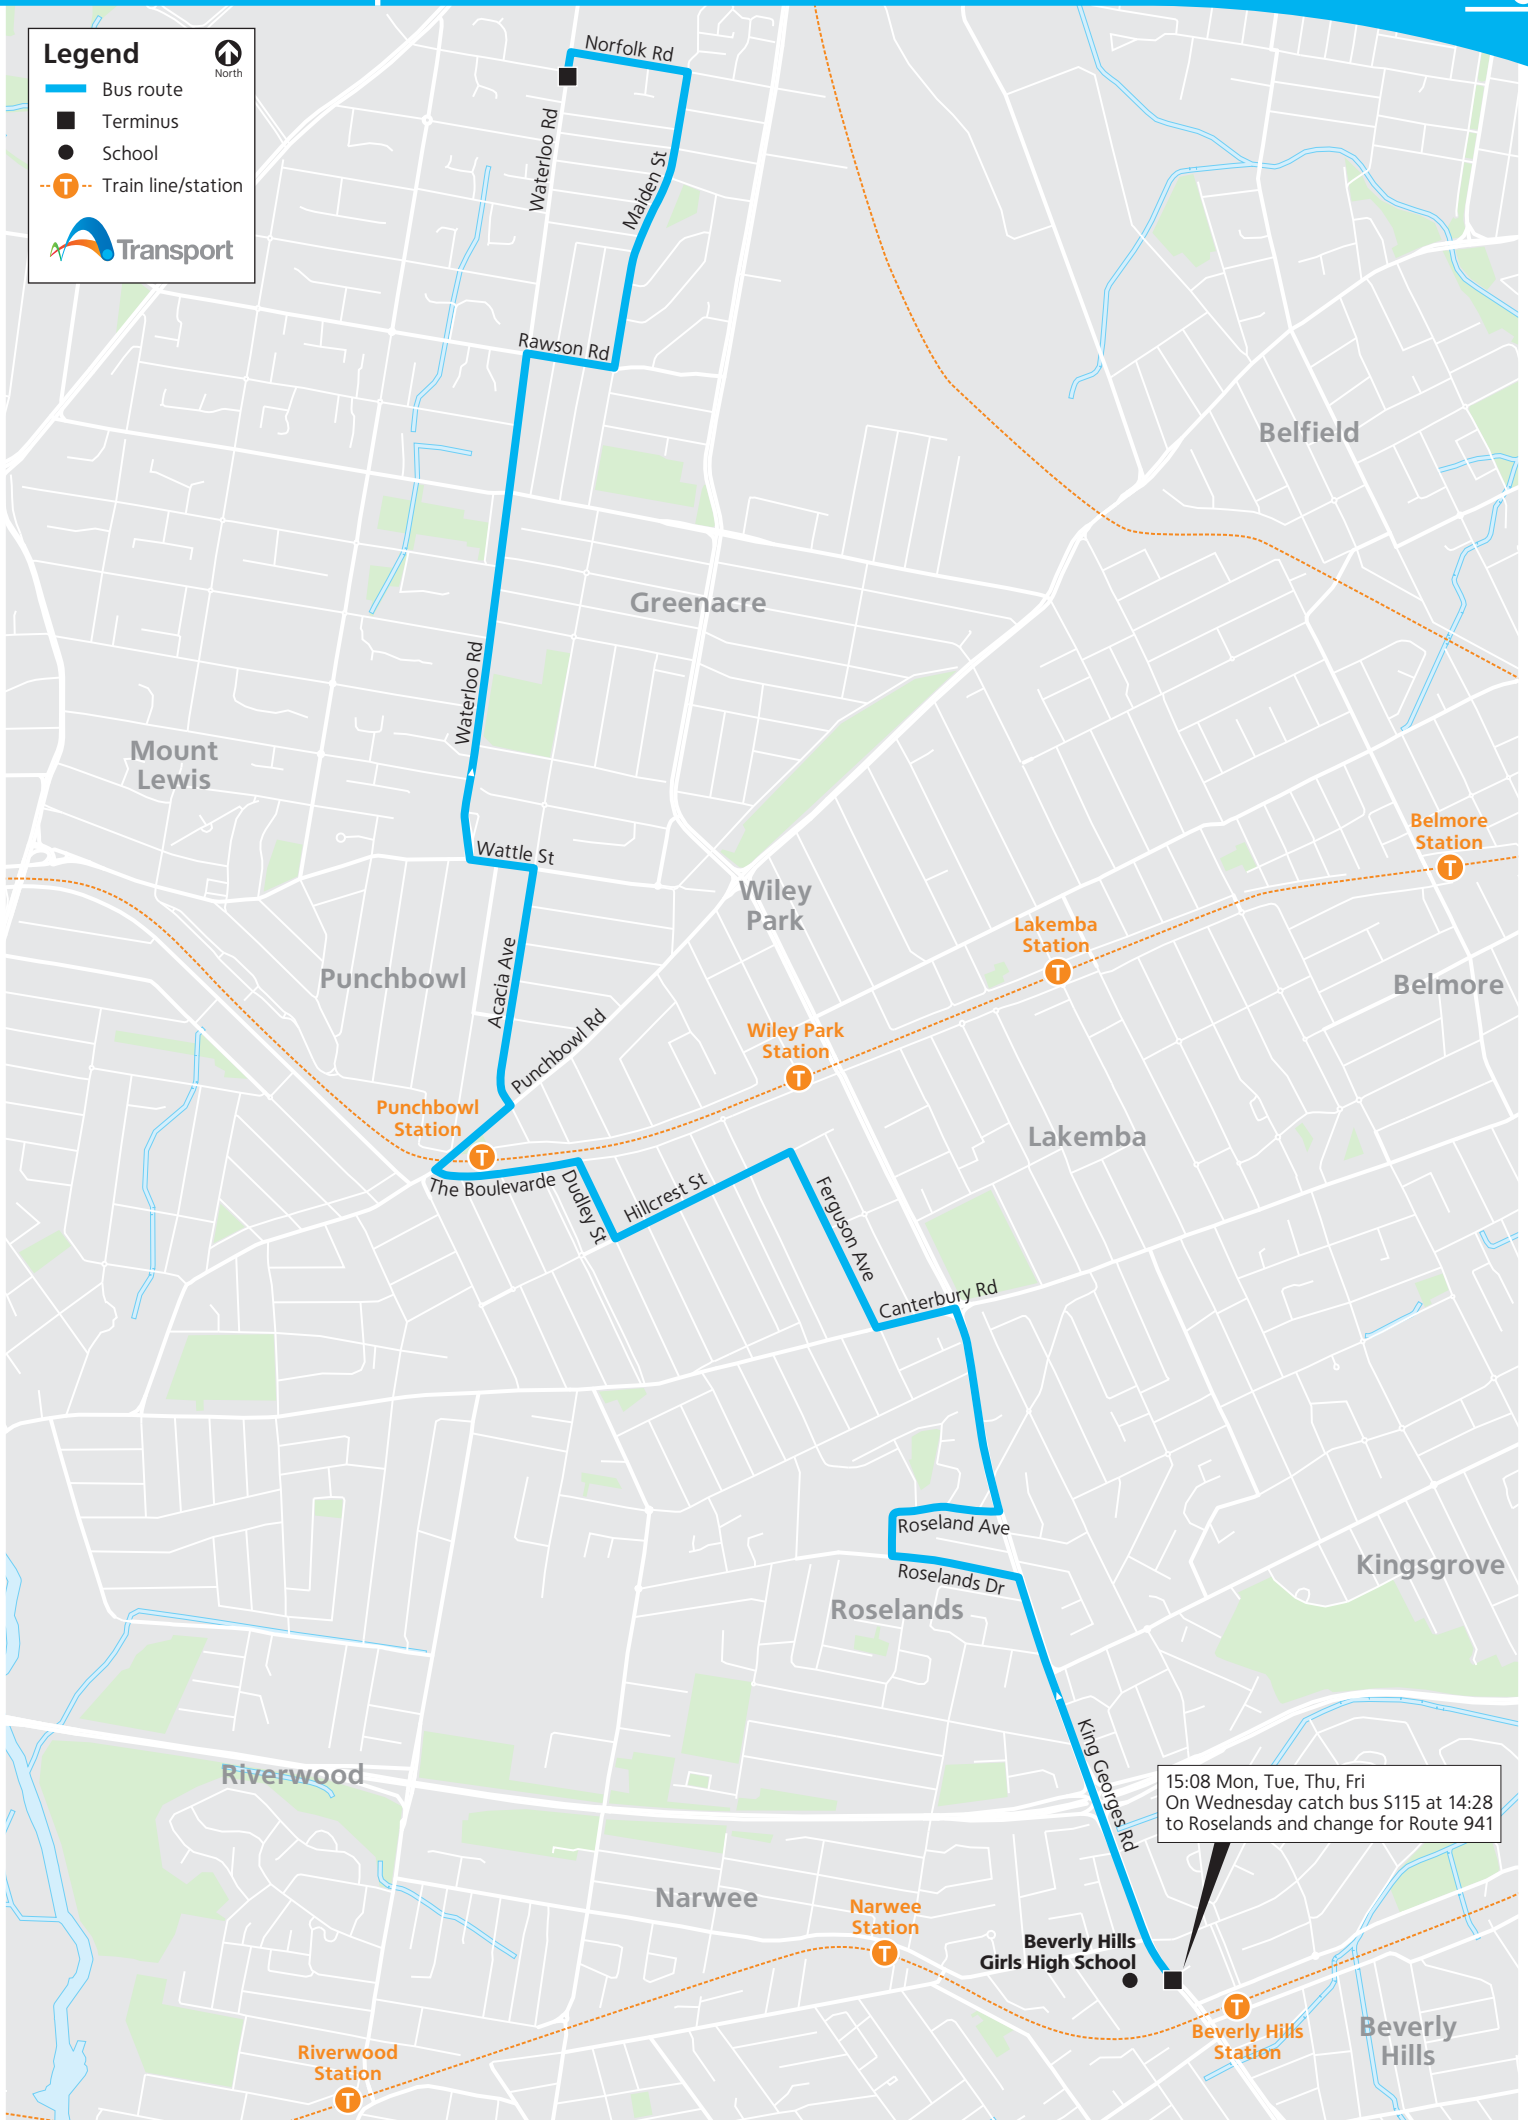 Legend
North
Bus route
Terminus
School
T
Train line/station
Transport
Norfolk Rd
Waterloo Rd
Maiden St
Rawson Rd
Belfield
Greenacre
Waterloo Rd
Mount
Lewis
Wattle St
Belmore
Station
T
Wiley
Park
Lakemba
Station
T
Punchbowl
Acacia Ave
Belmore
Punchbowl Rd
Wiley Park
Station
T
Punchbowl
Station
T
Lakemba
The Boulevarde
Dudley St
Hillcrest St
Ferguson Ave
Canterbury Rd
Roseland Ave
Roselands Dr
Kingsgrove
Roselands
King Georges Rd
Riverwood
15:08 Mon, Tue, Thu, Fri
On Wednesday catch bus S115 at 14:28
to Roselands and change for Route 941
Narwee
Narwee
Station
T
Beverly Hills
Girls High School
T
Beverly Hills
Station
Beverly
Hills
Riverwood
Station
T